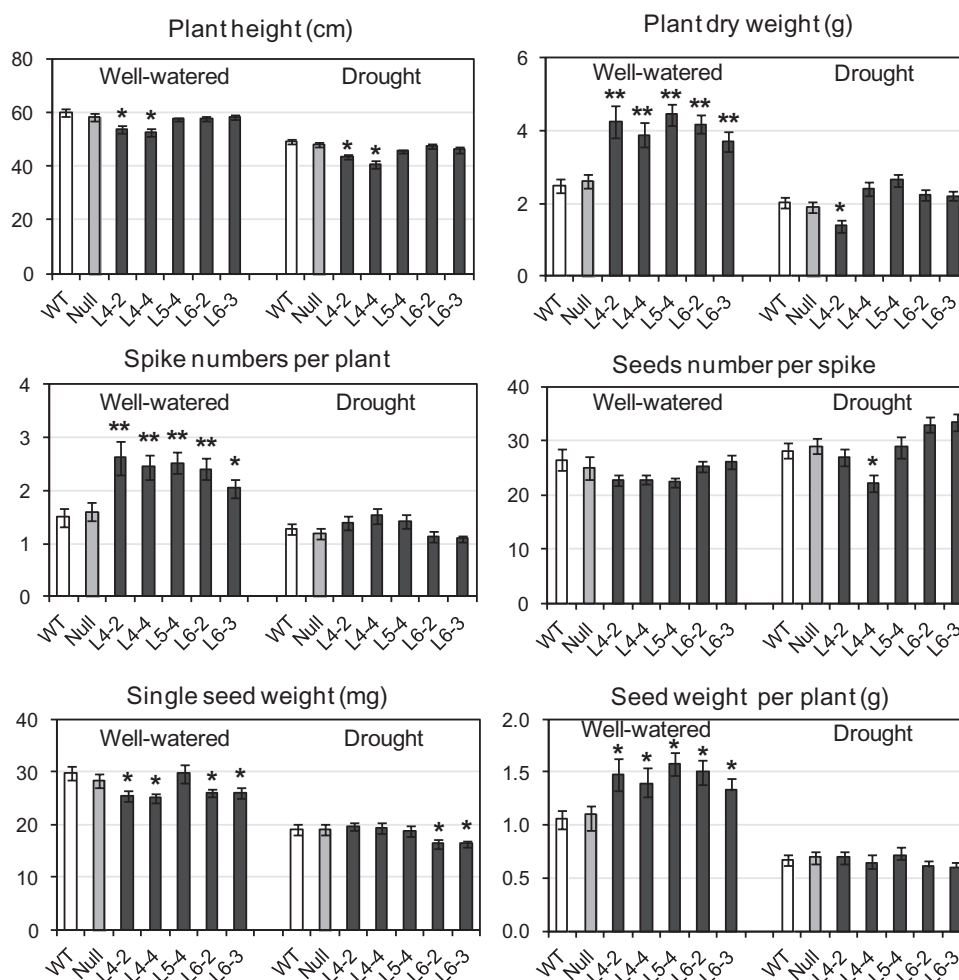 Plant height (cm)
80
60
40
20
0
Well-watered
Drought
* * * *
WT Null L4-2 L4-4 L5-4 L6-2 L6-3 WT Null L4-2 L4-4 L5-4 L6-2 L6-3
Plant dry weight (g)
6
4
2
0
Well-watered
Drought
** ** ** ** ** *
WT Null L4-2 L4-4 L5-4 L6-2 L6-3 WT Null L4-2 L4-4 L5-4 L6-2 L6-3
Spike numbers per plant
4
3
2
1
0
Well-watered
Drought
** ** ** ** *
WT Null L4-2 L4-4 L5-4 L6-2 L6-3 WT Null L4-2 L4-4 L5-4 L6-2 L6-3
Seeds number per spike
40
30
20
10
0
Well-watered
Drought
*
WT Null L4-2 L4-4 L5-4 L6-2 L6-3 WT Null L4-2 L4-4 L5-4 L6-2 L6-3
Single seed weight (mg)
40
30
20
10
0
Well-watered
Drought
* * * * * *
WT Null L4-2 L4-4 L5-4 L6-2 L6-3 WT Null L4-2 L4-4 L5-4 L6-2 L6-3
Seed weight per plant (g)
2.0
1.5
1.0
0.5
0.0
Well-watered
Drought
* * * * *
WT Null L4-2 L4-4 L5-4 L6-2 L6-3 WT Null L4-2 L4-4 L5-4 L6-2 L6-3